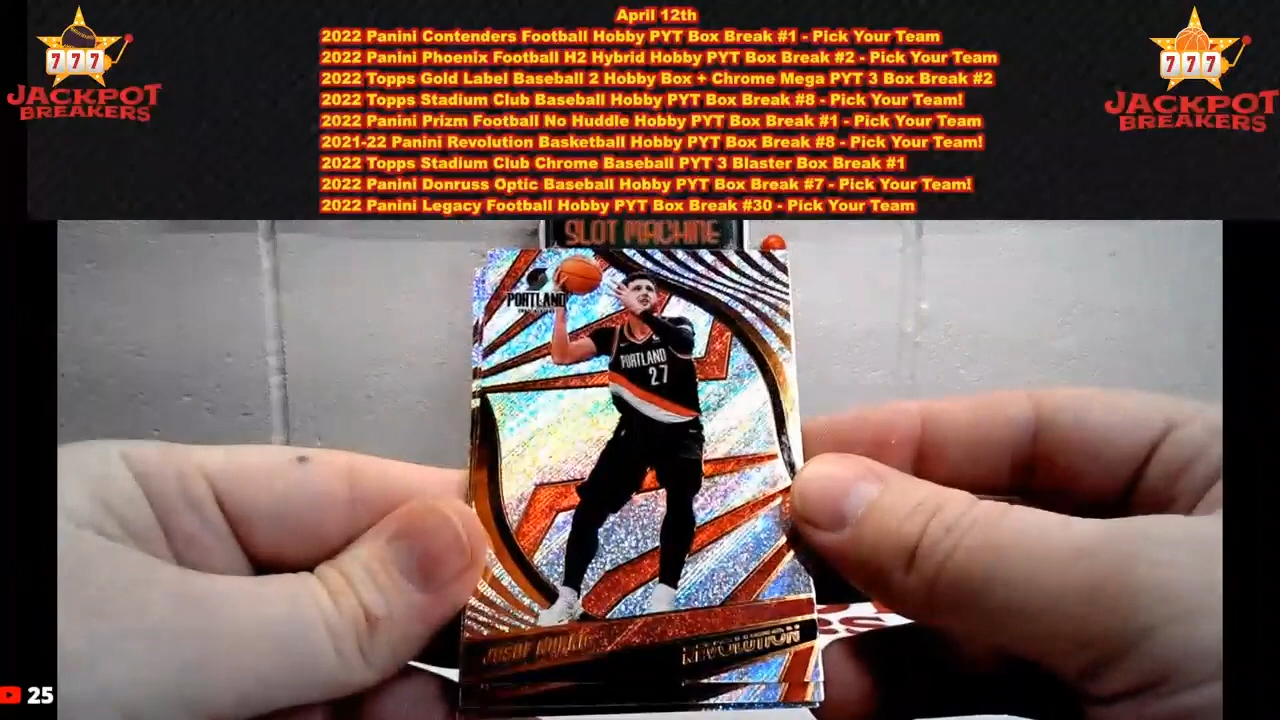 April 12th
2022 Panini Contenders Football Hobby PYT Box Break #1 - Pick Your Team
2022 Panini Phoenix Football H2 Hybrid Hobby PYT Box Break #2 - Pick Your Team
2022 Topps Gold Label Baseball 2 Hobby Box + Chrome Mega PYT 3 Box Break #2
2022 Topps Stadium Club Baseball Hobby PYT Box Break #8 - Pick Your Team!
2022 Panini Prizm Football No Huddle Hobby PYT Box Break #1 - Pick Your Team
2021-22 Panini Revolution Basketball Hobby PYT Box Break #8 - Pick Your Team!
2022 Topps Stadium Club Chrome Baseball PYT 3 Blaster Box Break #1
2022 Panini Donruss Optic Baseball Hobby PYT Box Break #7 - Pick Your Team!
2022 Panini Legacy Football Hobby PYT Box Break #30 - Pick Your Team
777
JACKPOT
BREAKERS
777
JACKPOT
BREAKERS
SLOT MACHINE
PORTLAND
PORTLAND
27
JUSUF NURKIC
REVOLUTION
25